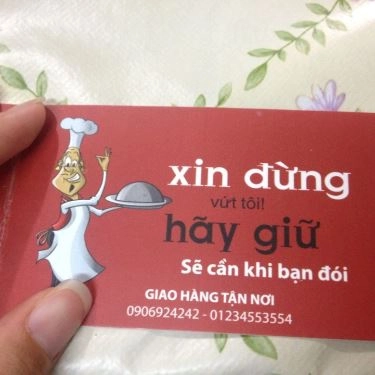 xin đừng
vứt tôi!
hãy giữ
Sẽ cần khi bạn đói
GIAO HÀNG TẬN NƠI
0906924242 - 01234553554